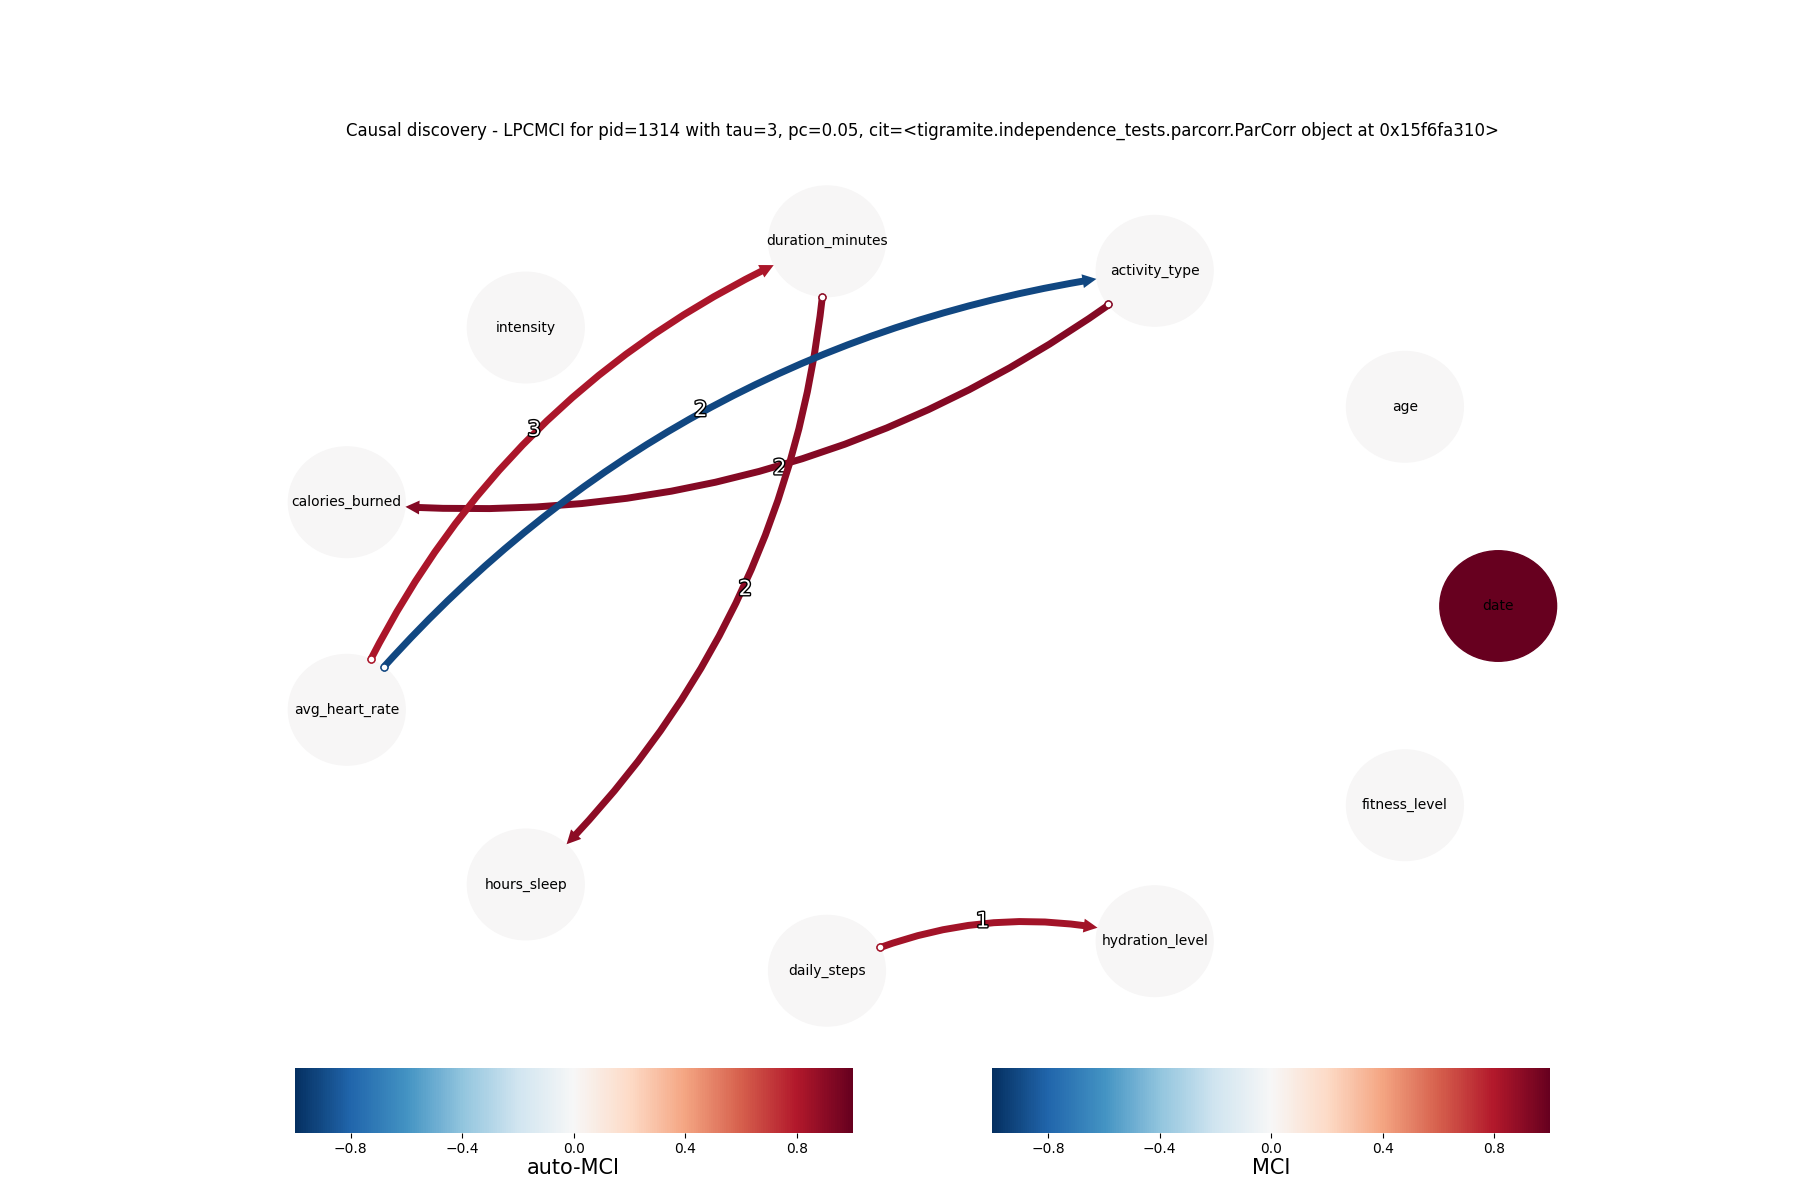 Causal discovery - LPCMCI for pid=1314 with tau=3, pc=0.05, cit=<tigramite.independence_tests.parcorr.ParCorr object at 0x15f6fa310>
duration_minutes
activity_type
intensity
age
2
3
2
calories_burned
2
date
avg_heart_rate
fitness_level
hours_sleep
1
hydration_level
daily_steps
−0.8 −0.4 0.0 0.4 0.8
auto-MCI
−0.8 −0.4 0.0 0.4 0.8
MCI